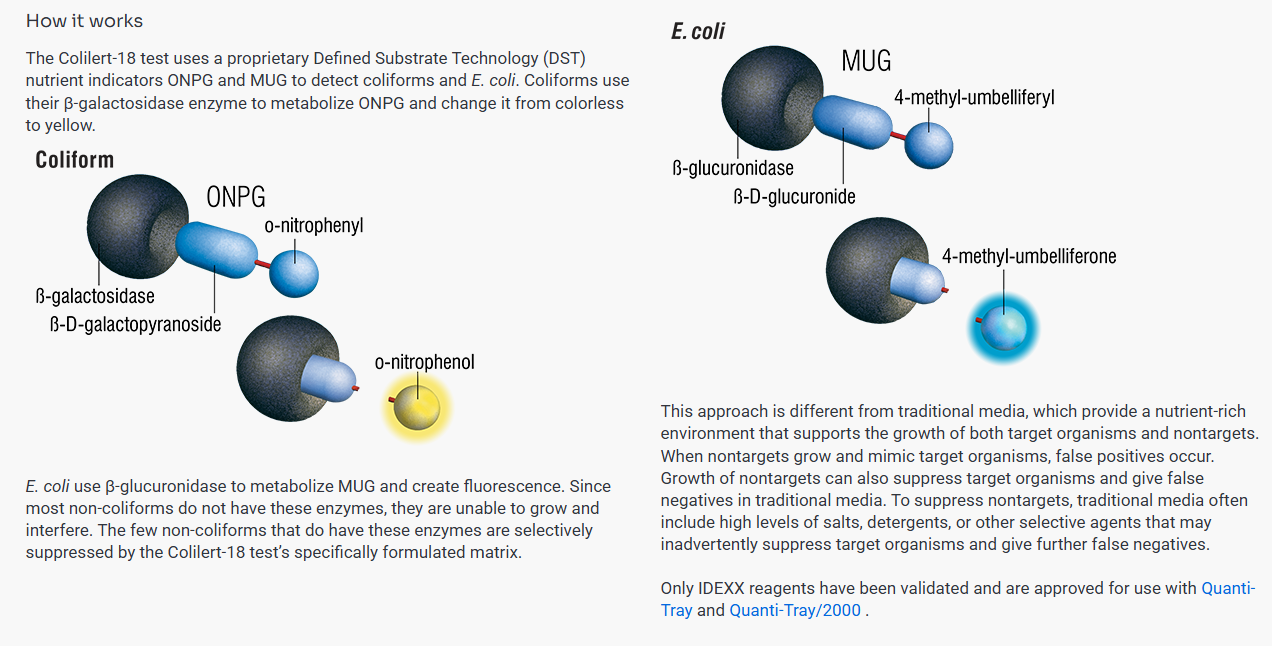 How it works
The Colilert-18 test uses a proprietary Defined Substrate Technology (DST)
nutrient indicators ONPG and MUG to detect coliforms and E. coli. Coliforms use
their β-galactosidase enzyme to metabolize ONPG and change it from colorless
to yellow.
Coliform
ONPG
o-nitrophenyl
ß-galactosidase
ß-D-galactopyranoside
o-nitrophenol
E. coli use β-glucuronidase to metabolize MUG and create fluorescence. Since
most non-coliforms do not have these enzymes, they are unable to grow and
interfere. The few non-coliforms that do have these enzymes are selectively
suppressed by the Colilert-18 test’s specifically formulated matrix.
E. coli
MUG
4-methyl-umbelliferyl
ß-glucuronidase
ß-D-glucuronide
4-methyl-umbelliferone
This approach is different from traditional media, which provide a nutrient-rich
environment that supports the growth of both target organisms and nontargets.
When nontargets grow and mimic target organisms, false positives occur.
Growth of nontargets can also suppress target organisms and give false
negatives in traditional media. To suppress nontargets, traditional media often
include high levels of salts, detergents, or other selective agents that may
inadvertently suppress target organisms and give further false negatives.
Only IDEXX reagents have been validated and are approved for use with Quanti-
Tray and Quanti-Tray/2000 .